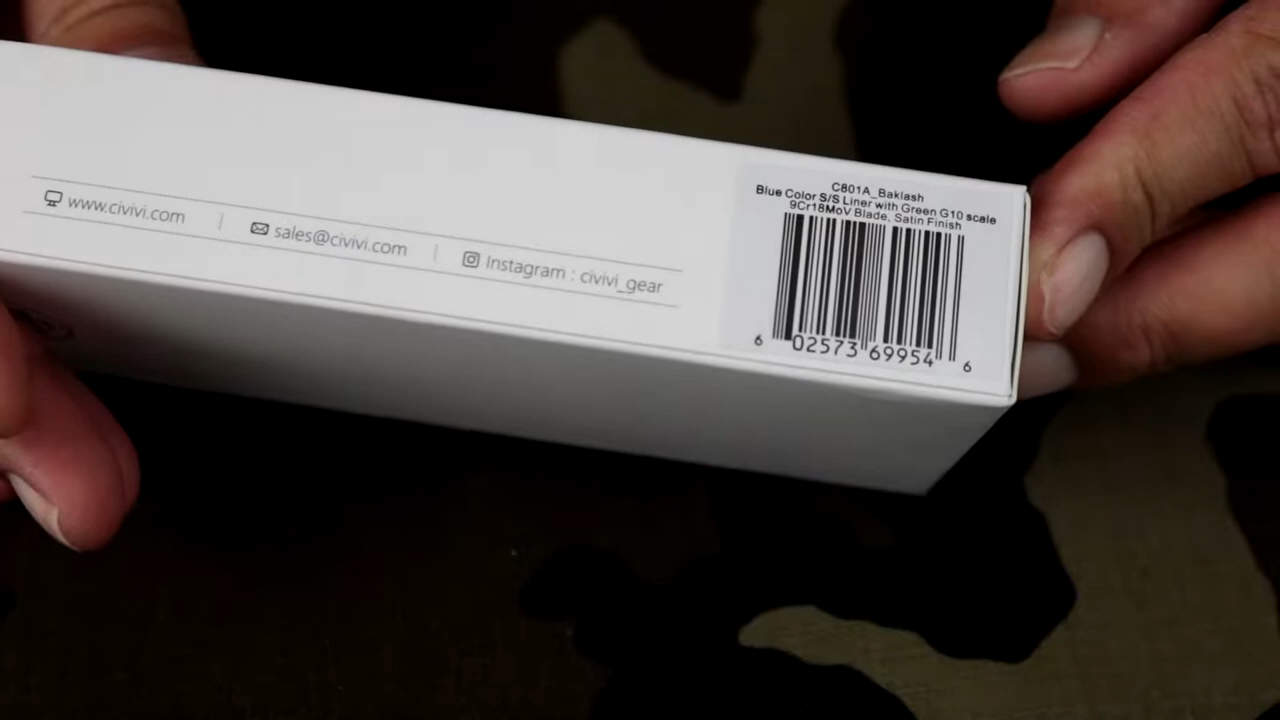 www.civivi.com | sales@civivi.com | Instagram : civivi_gear
C801A_Baklash
Blue Color S/S Liner with Green G10 scale
9Cr18MoV Blade, Satin Finish
6 02573 69954 6